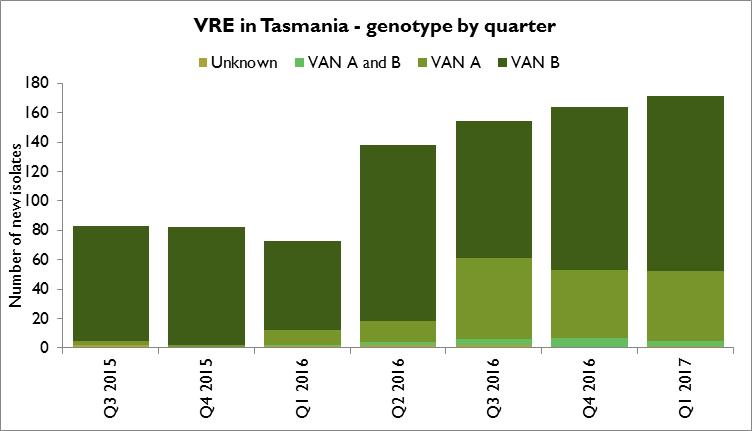 VRE in Tasmania - genotype by quarter
Unknown VAN A and B VAN A VAN B
Number of new isolates
180
160
140
120
100
80
60
40
20
0
Q3 2015
Q4 2015
Q1 2016
Q2 2016
Q3 2016
Q4 2016
Q1 2017